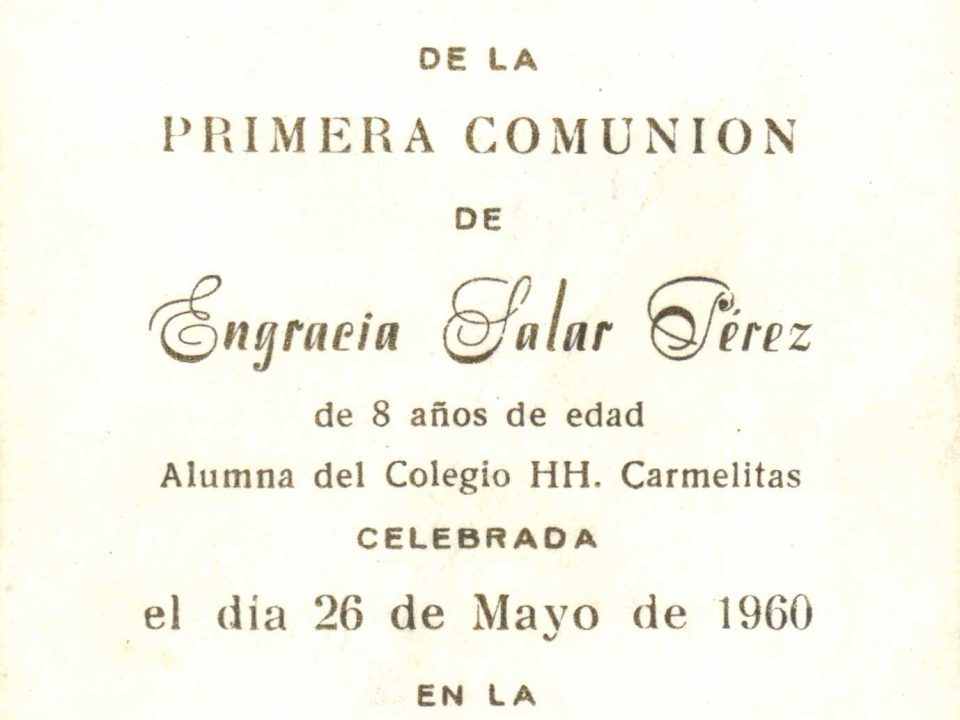 DE LA
PRIMERA COMUNION
DE
Engracia Salar Pérez
de 8 años de edad
Alumna del Colegio HH. Carmelitas
CELEBRADA
el día 26 de Mayo de 1960
EN LA